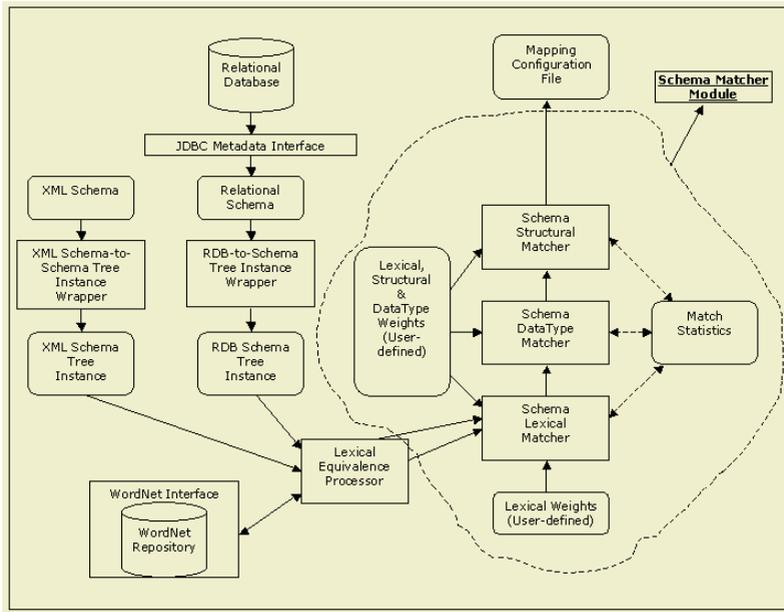 Relational
Database
Mapping
Configuration
File
Schema Matcher
Module
JDBC Metadata Interface
XML Schema
Relational
Schema
XML Schema-to-
Schema Tree
Instance
Wrapper
RDB-to-Schema
Tree Instance
Wrapper
Schema
Structural
Matcher
Lexical,
Structural
&
DataType
Weights
(User-
defined)
Schema
DataType
Matcher
Match
Statistics
XML Schema
Tree
Instance
RDB Schema
Tree
Instance
Schema
Lexical
Matcher
Lexical
Equivalence
Processor
WordNet Interface
WordNet
Repository
Lexical Weights
(User-defined)